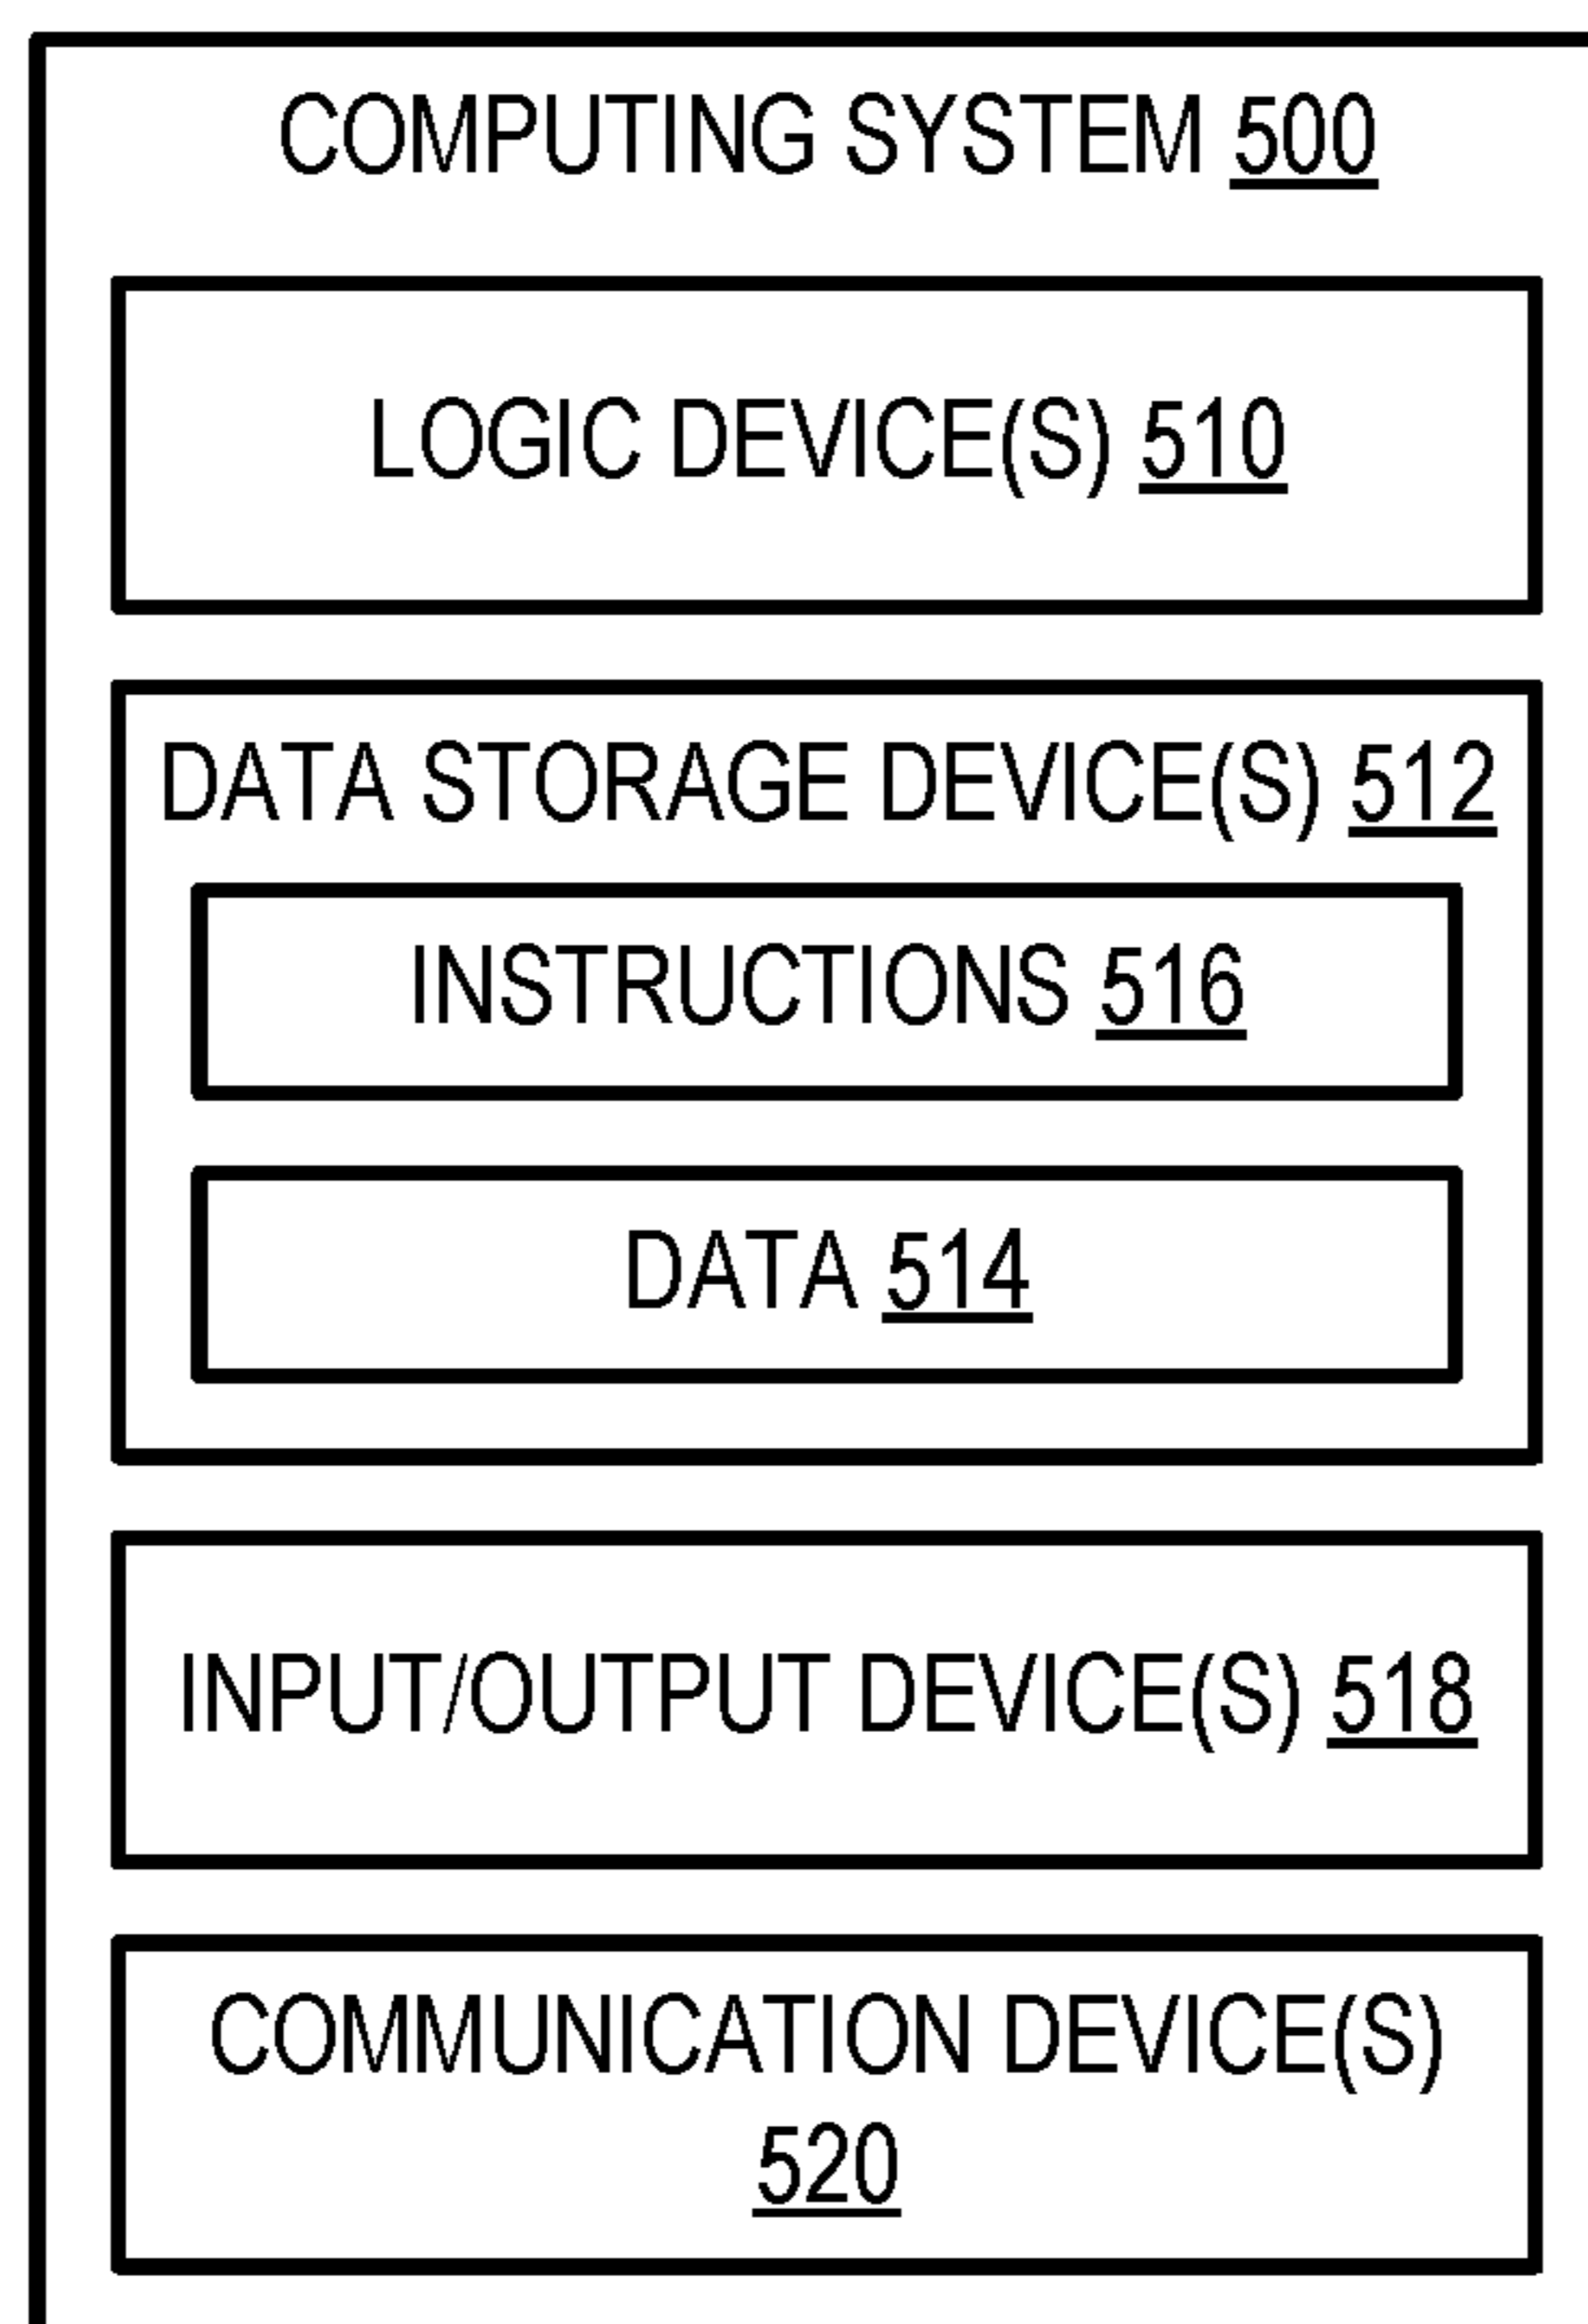 COMPUTING SYSTEM 500
LOGIC DEVICE(S) 510
DATA STORAGE DEVICE(S) 512
INSTRUCTIONS 516
DATA 514
INPUT/OUTPUT DEVICE(S) 518
COMMUNICATION DEVICE(S)
520